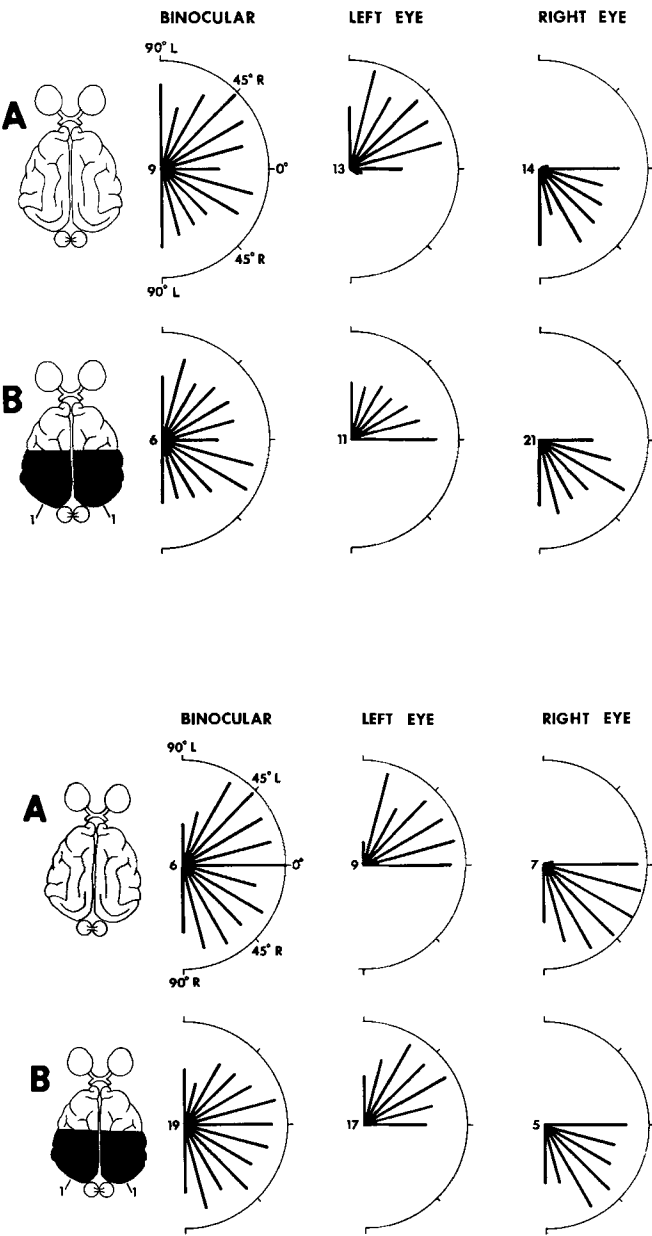 BINOCULAR LEFT EYE RIGHT EYE
90° L
45° R
A
9 0° 13 14
45° R
90° L
B
6 11 21
1 1
BINOCULAR LEFT EYE RIGHT EYE
90° L
45° L
A
6 0° 9 7
45° R
90° R
B
19 17 5
1 1